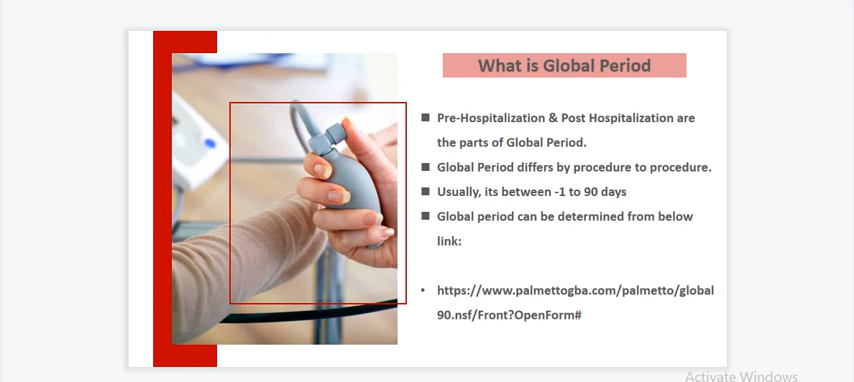 What is Global Period
■ Pre-Hospitalization & Post Hospitalization are
the parts of Global Period.
■ Global Period differs by procedure to procedure.
■ Usually, its between -1 to 90 days
■ Global period can be determined from below
link:
• https://www.palmettogba.com/palmetto/global
90.nsf/Front?OpenForm#
Activate Windows